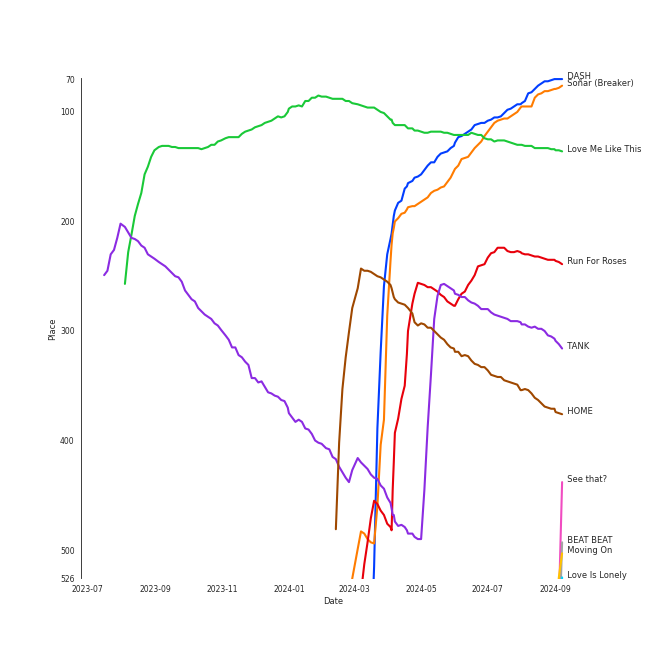 70
100
200
300
400
500
526
Place
2023-07
2023-09
2023-11
2024-01
2024-03
2024-05
2024-07
2024-09
Date
DASH
Sonar (Breaker)
Love Me Like This
Run For Roses
TANK
HOME
See that?
BEAT BEAT
Moving On
Love Is Lonely